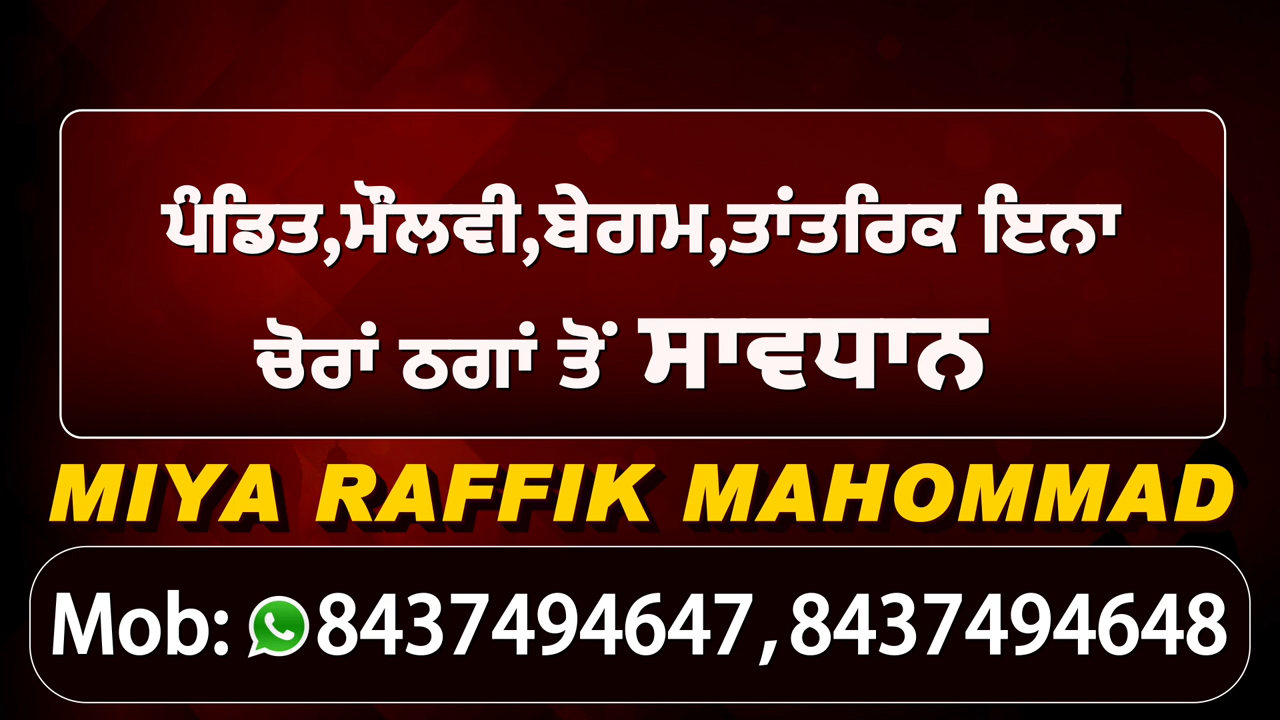 ਪੰਡਿਤ,ਮੌਲਵੀ,ਬੇਗਮ,ਤਾਂਤਰਿਕ ਇਨਾ
ਚੋਰਾਂ ਠਗਾਂ ਤੋਂ ਸਾਵਧਾਨ
MIYA RAFFIK MAHOMMAD
Mob: 8437494647, 8437494648